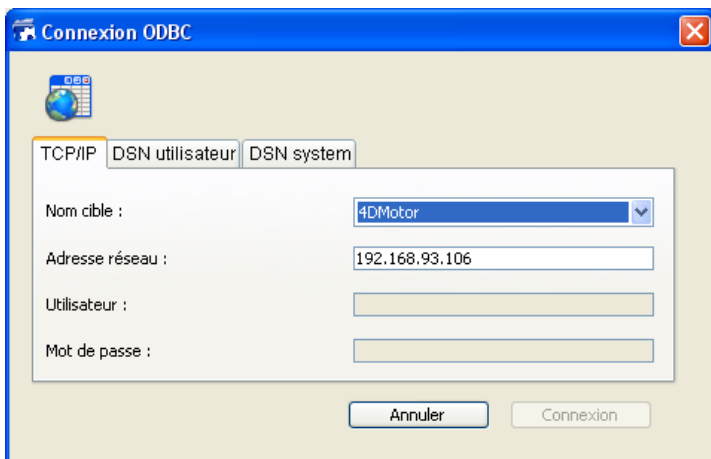 Connexion ODBC
TCP/IP DSN utilisateur DSN system
Nom cible : 4DMotor
Adresse réseau : 192.168.93.106
Utilisateur :
Mot de passe :
Annuler Connexion